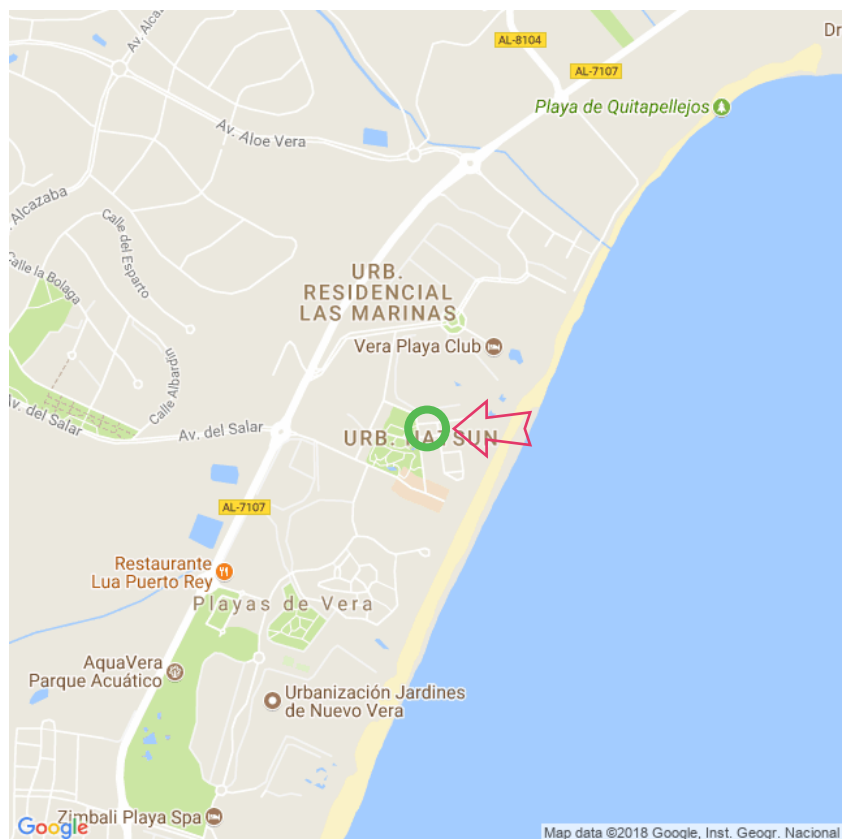 Av. Alcaz
Dr
AL-8104
AL-7107
Playa de Quitapellejos
Av. Aloe Vera
Alcazaba
Calle del Esparto
Calle la Bolaga
URB.
RESIDENCIAL
LAS MARINAS
Vera Playa Club
Calle Albardin
Av. del Salar
Av. del Salar
URB. NATSUN
AL-7107
Restaurante
Lua Puerto Rey
Playas de Vera
AquaVera
Parque Acuático
Urbanización Jardines
de Nuevo Vera
Zimbali Playa Spa
Google
Map data ©2018 Google, Inst. Geogr. Nacional